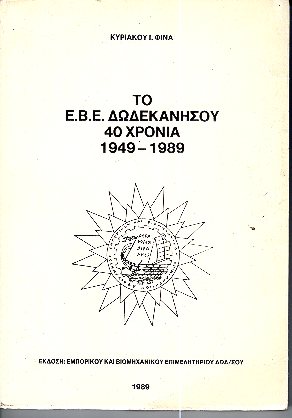 ΚΥΡΙΑΚΟΥ Ι. ΦΙΝΑ
ΤΟ
Ε.Β.Ε. ΔΩΔΕΚΑΝΗΣΟΥ
40 ΧΡΟΝΙΑ
1949 – 1989
ΕΚΔΟΣΗ: ΕΜΠΟΡΙΚΟΥ ΚΑΙ ΒΙΟΜΗΧΑΝΙΚΟΥ ΕΠΙΜΕΛΗΤΗΡΙΟΥ ΔΩΔ/ΣΟΥ
1989